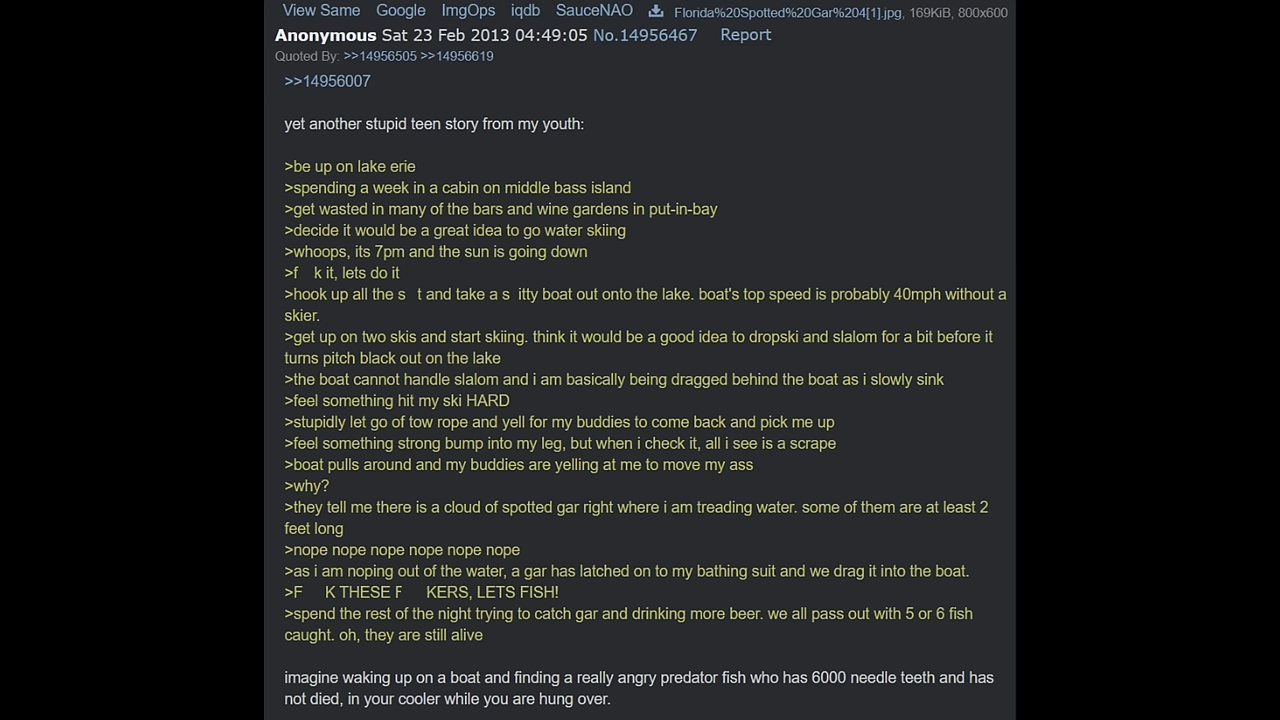 View Same Google ImgOps iqdb SauceNAO Florida%20Spotted%20Gar%204[1].jpg, 169KiB, 800x600
Anonymous Sat 23 Feb 2013 04:49:05 No.14956467 Report
Quoted By: >>14956505 >>14956619
>>14956007
yet another stupid teen story from my youth:
>be up on lake erie
>spending a week in a cabin on middle bass island
>get wasted in many of the bars and wine gardens in put-in-bay
>decide it would be a great idea to go water skiing
>whoops, its 7pm and the sun is going down
>f k it, lets do it
>hook up all the s t and take a s itty boat out onto the lake. boat's top speed is probably 40mph without a
skier.
>get up on two skis and start skiing. think it would be a good idea to dropski and slalom for a bit before it
turns pitch black out on the lake
>the boat cannot handle slalom and i am basically being dragged behind the boat as i slowly sink
>feel something hit my ski HARD
>stupidly let go of tow rope and yell for my buddies to come back and pick me up
>feel something strong bump into my leg, but when i check it, all i see is a scrape
>boat pulls around and my buddies are yelling at me to move my ass
>why?
>they tell me there is a cloud of spotted gar right where i am treading water. some of them are at least 2
feet long
>nope nope nope nope nope nope
>as i am noping out of the water, a gar has latched on to my bathing suit and we drag it into the boat.
>F K THESE F KERS, LETS FISH!
>spend the rest of the night trying to catch gar and drinking more beer. we all pass out with 5 or 6 fish
caught. oh, they are still alive
imagine waking up on a boat and finding a really angry predator fish who has 6000 needle teeth and has
not died, in your cooler while you are hung over.